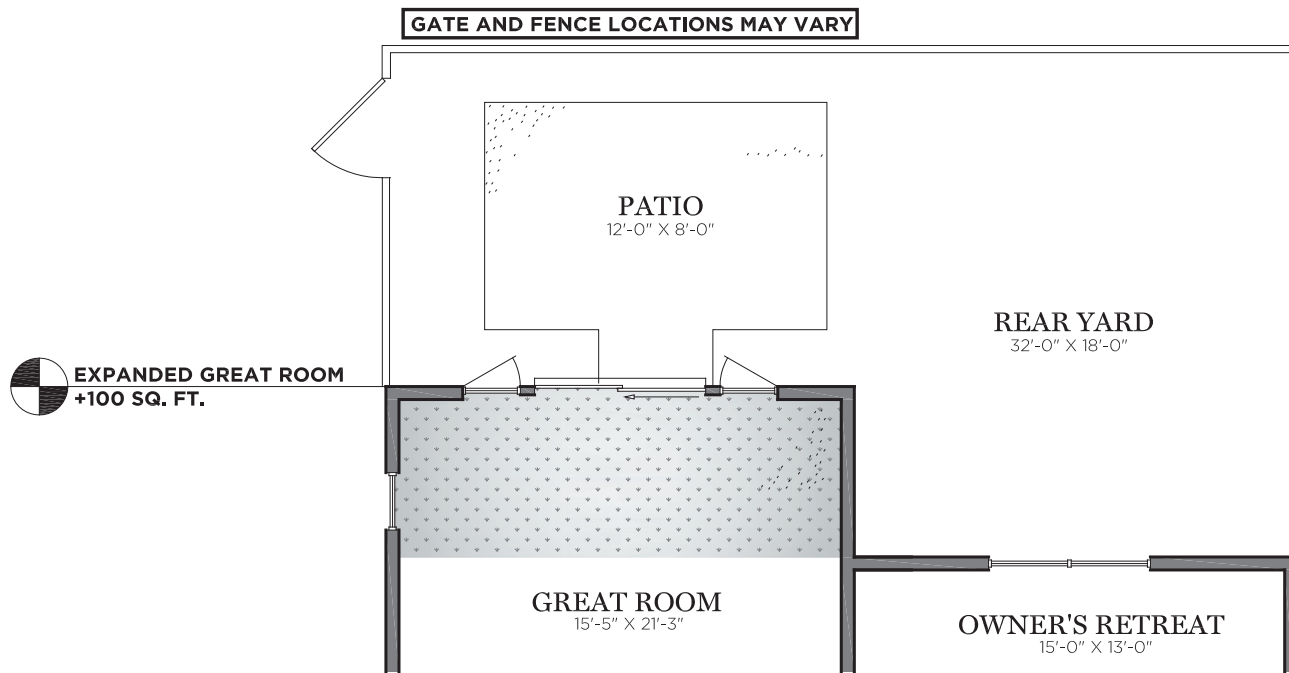 GATE AND FENCE LOCATIONS MAY VARY
PATIO
12'-0" X 8'-0"
REAR YARD
32'-0" X 18'-0"
EXPANDED GREAT ROOM
+100 SQ. FT.
GREAT ROOM
15'-5" X 21'-3"
OWNER'S RETREAT
15'-0" X 13'-0"